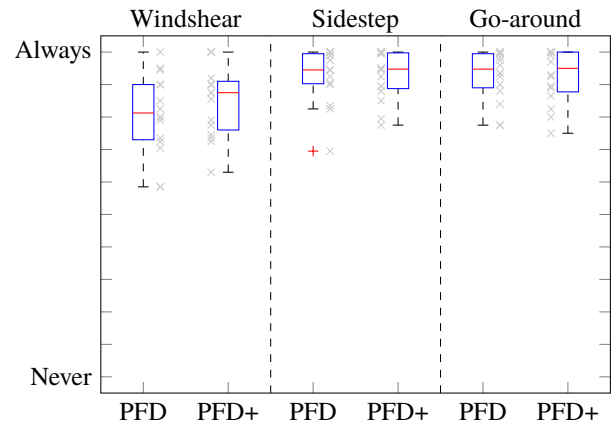 Windshear Sidestep Go-around
Always
Never
PFD PFD+ PFD PFD+ PFD PFD+